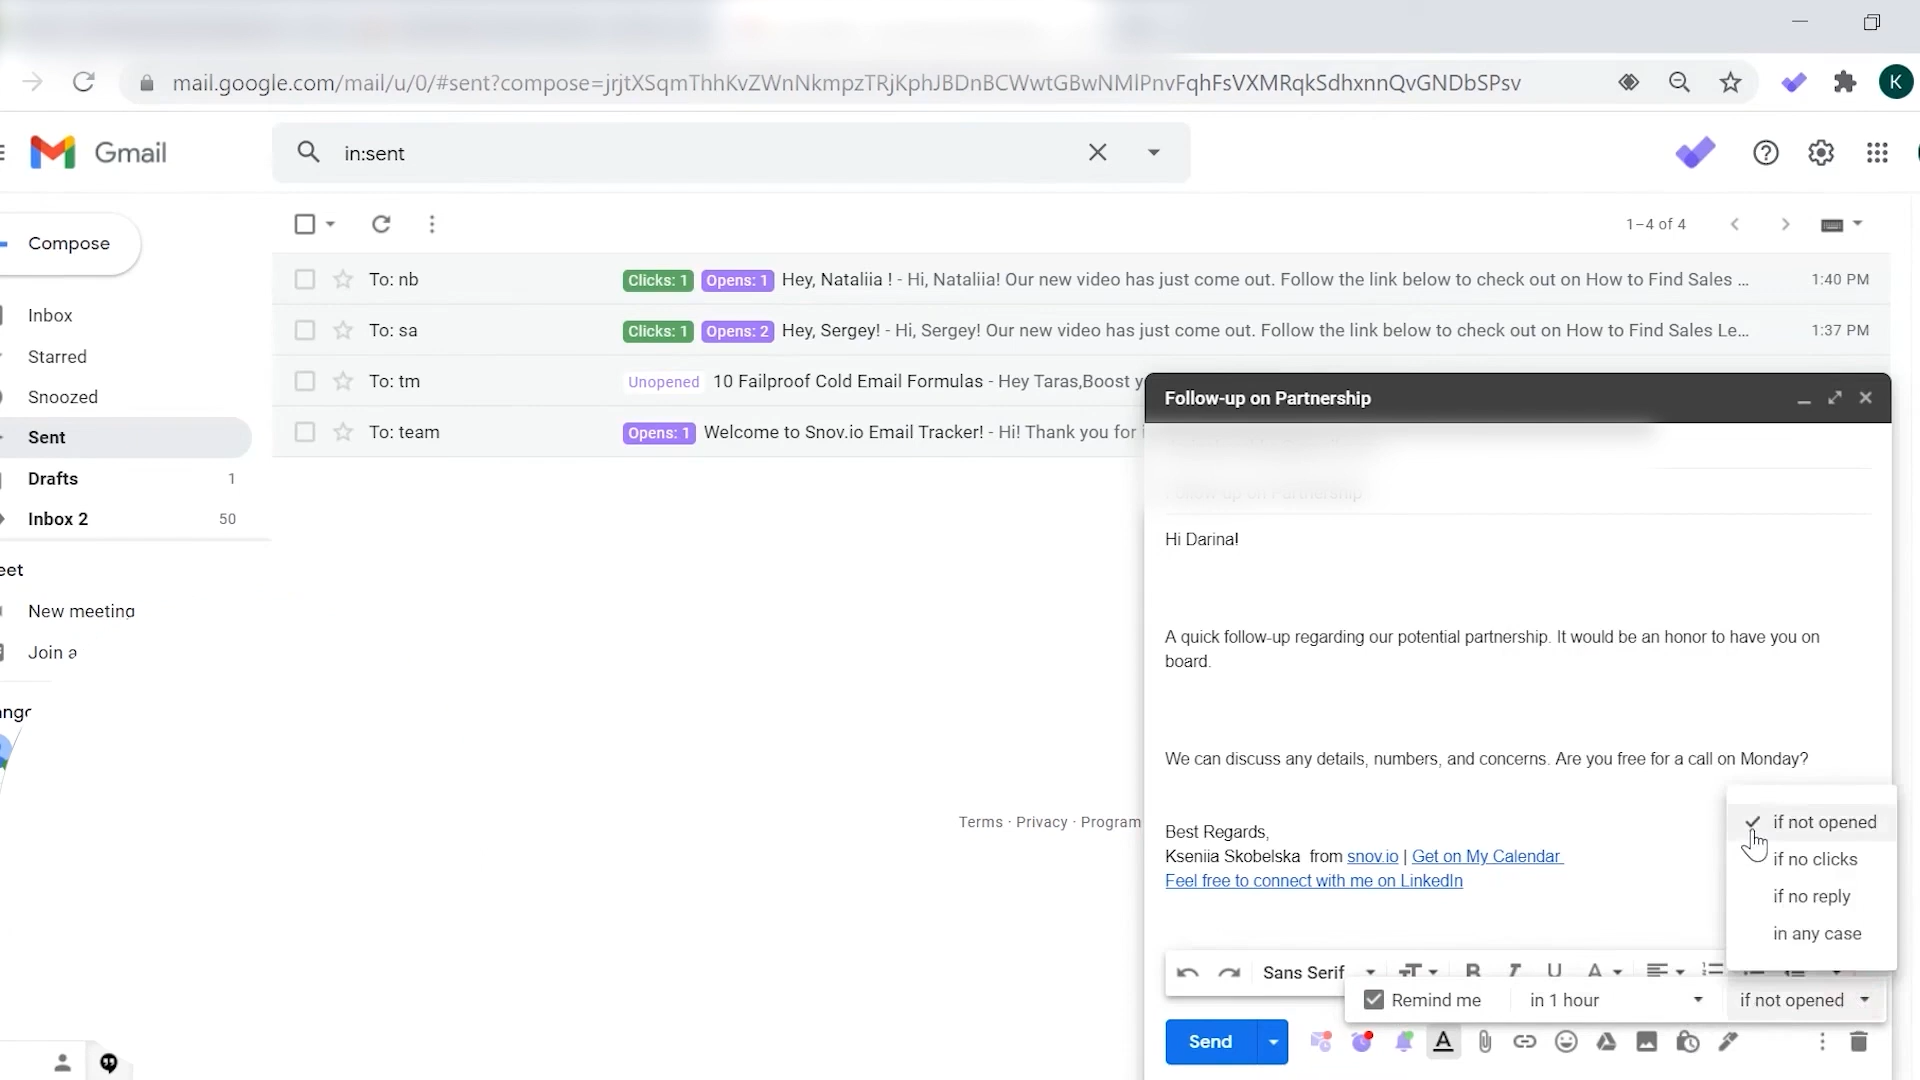 mail.google.com/mail/u/0/#sent?compose=jrjtXSqmThhKvZWnNkmpzTRjKphJBDnBCWwtGBwNMlPnvFqhFsVXMRqkSdhxnnQvGNDbSPsv
K
Gmail
in:sent
Compose
1–4 of 4
To: nb Clicks: 1 Opens: 1 Hey, Nataliia ! - Hi, Nataliia! Our new video has just come out. Follow the link below to check out on How to Find Sales ... 1:40 PM
To: sa Clicks: 1 Opens: 2 Hey, Sergey! - Hi, Sergey! Our new video has just come out. Follow the link below to check out on How to Find Sales Le... 1:37 PM
To: tm Unopened 10 Failproof Cold Email Formulas - Hey Taras,Boost y
To: team Opens: 1 Welcome to Snov.io Email Tracker! - Hi! Thank you for i
Inbox
Starred
Snoozed
Sent
Drafts 1
Inbox 2 50
eet
New meeting
Join a
ang
Terms · Privacy · Program
Follow-up on Partnership
Follow-up on Partnership
Hi Darina!
A quick follow-up regarding our potential partnership. It would be an honor to have you on
board.
We can discuss any details, numbers, and concerns. Are you free for a call on Monday?
Best Regards,
Kseniia Skobelska from snov.io | Get on My Calendar
Feel free to connect with me on LinkedIn
if not opened
if no clicks
if no reply
in any case
Sans Serif
Remind me in 1 hour if not opened
Send